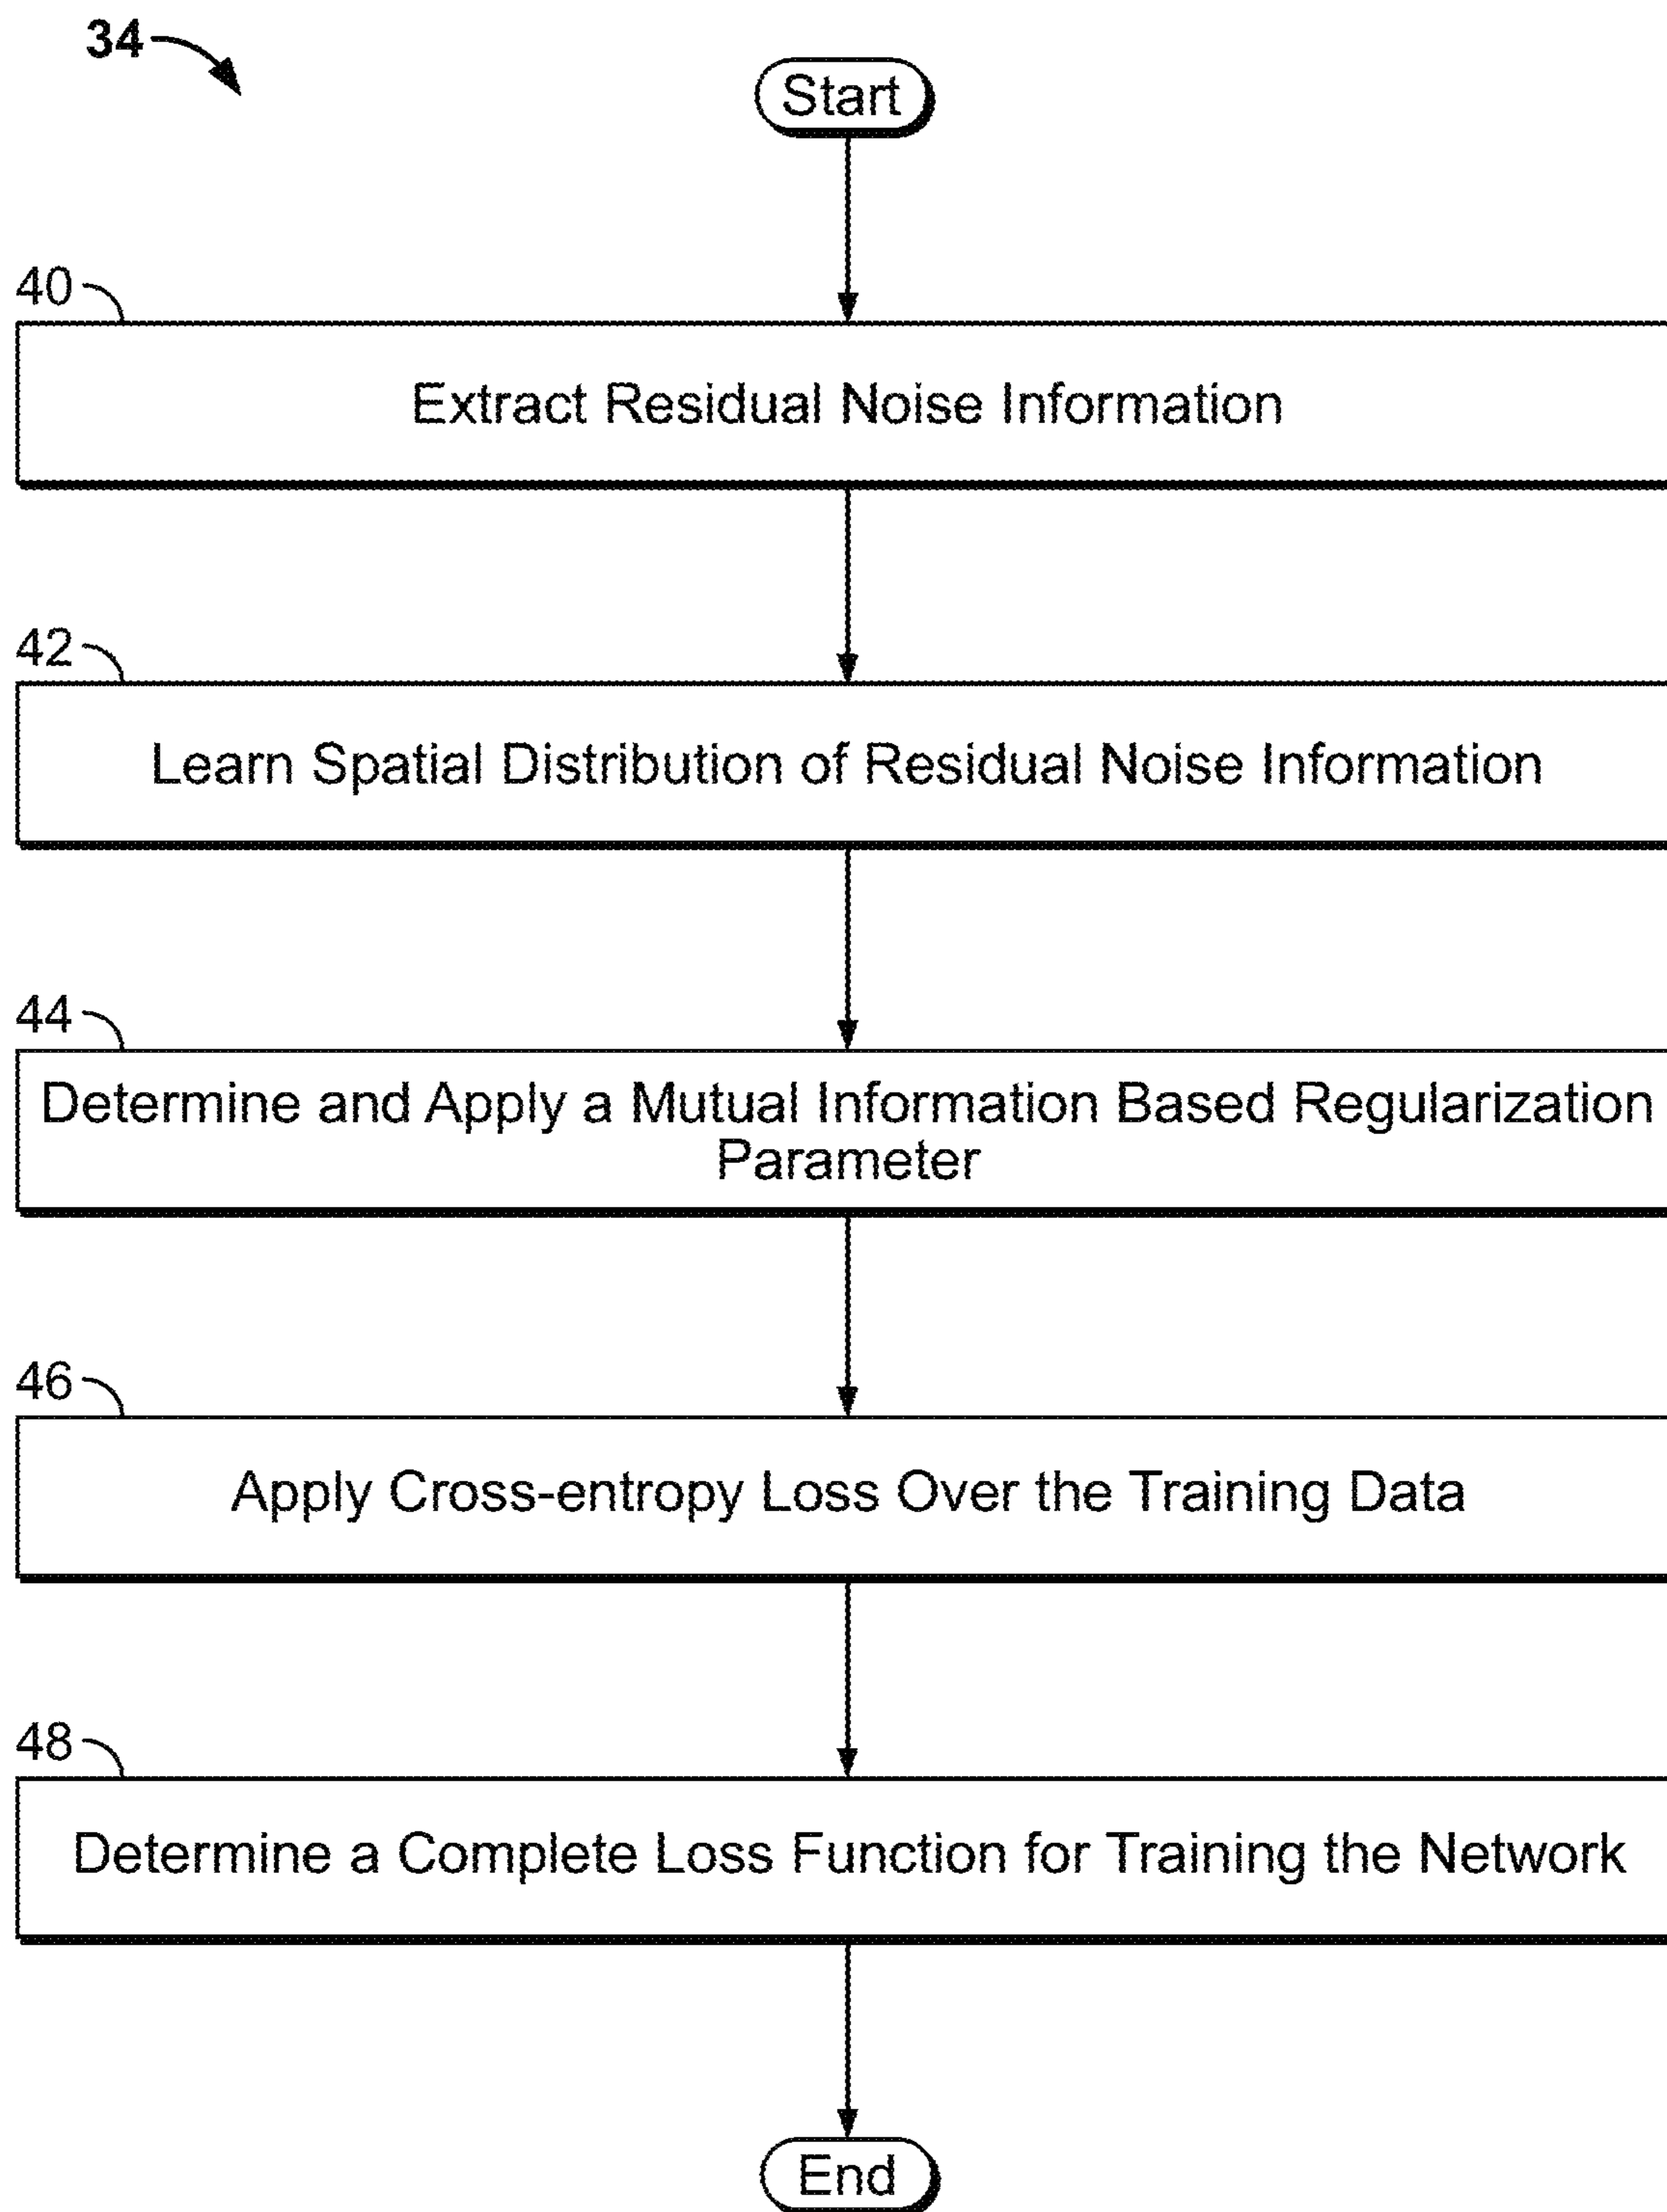 34
Start
40
Extract Residual Noise Information
42
Learn Spatial Distribution of Residual Noise Information
44
Determine and Apply a Mutual Information Based Regularization
Parameter
46
Apply Cross-entropy Loss Over the Training Data
48
Determine a Complete Loss Function for Training the Network
End